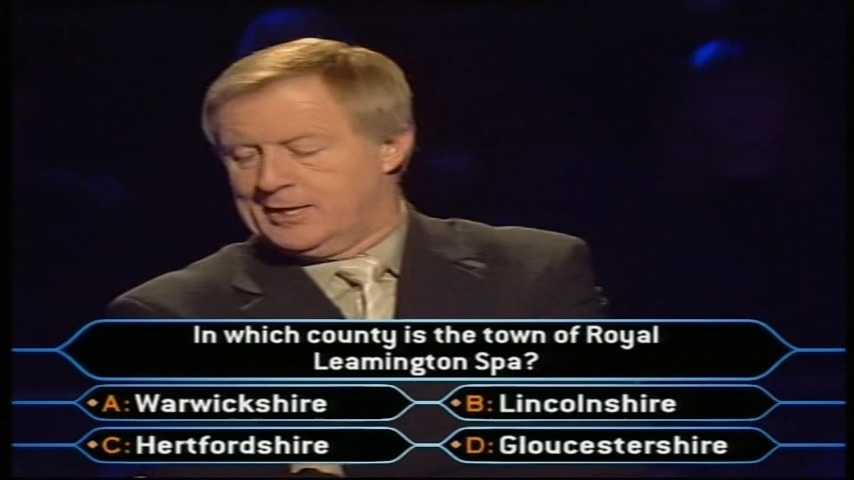 In which county is the town of Royal
Leamington Spa?
A: Warwickshire
B: Lincolnshire
C: Hertfordshire
D: Gloucestershire